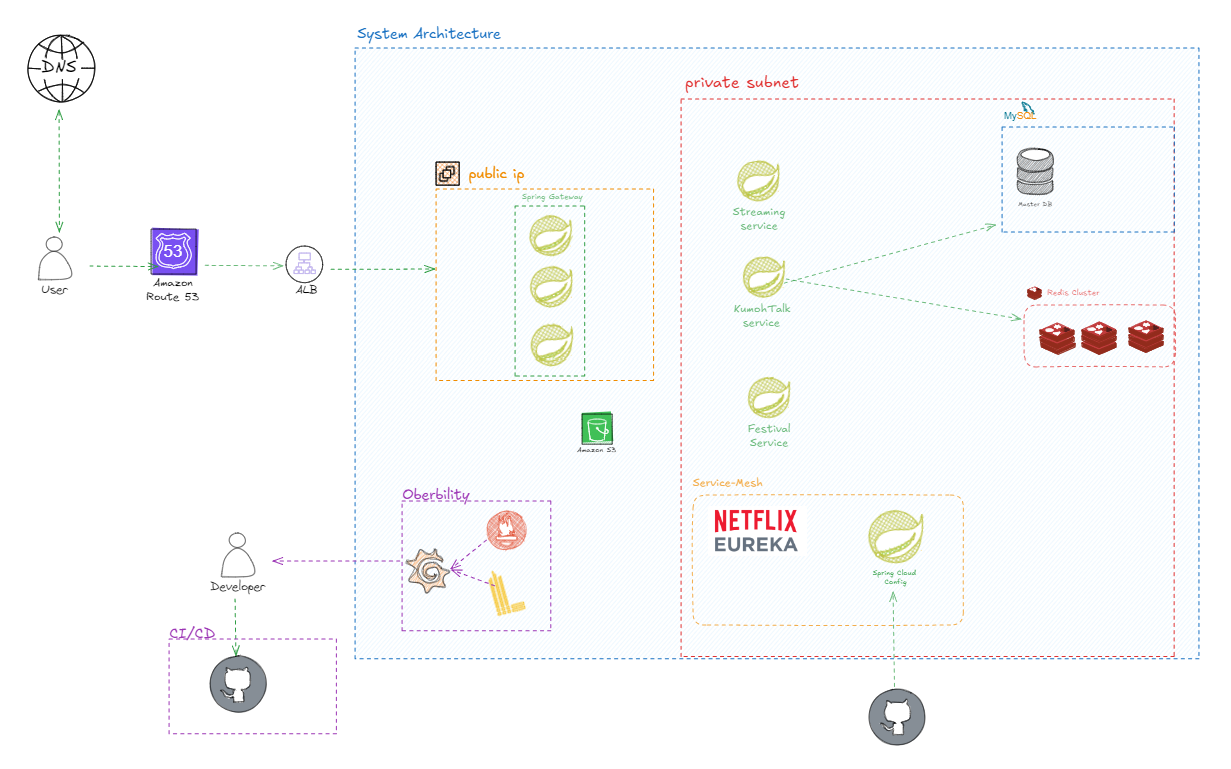 System Architecture
DNS
private subnet
MySQL
public ip
Spring Gateway
Streaming
service
Master DB
53
User
Amazon
Route 53
ALB
KumohTalk
service
Redis Cluster
Festival
Service
Amazon S3
Service-Mesh
Oberbility
NETFLIX
EUREKA
Spring Cloud
Config
Developer
CI/CD